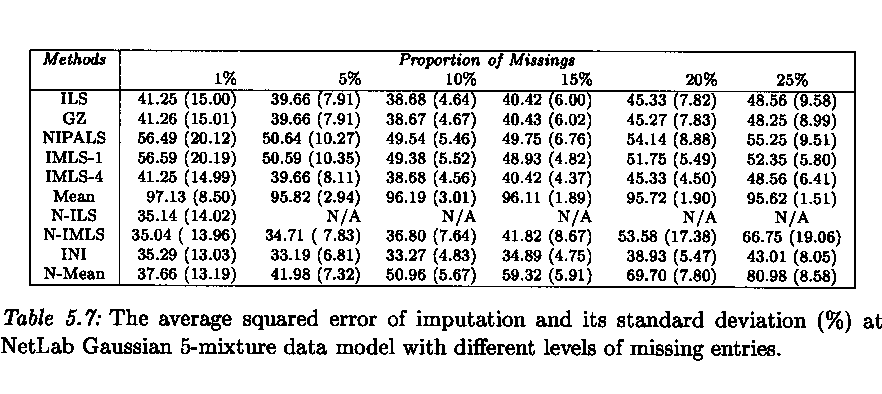 Methods Proportion of Missings
1% 5% 10% 15% 20% 25%
ILS 41.25 (15.00) 39.66 (7.91) 38.68 (4.64) 40.42 (6.00) 45.33 (7.82) 48.56 (9.58)
GZ 41.26 (15.01) 39.66 (7.91) 38.67 (4.67) 40.43 (6.02) 45.27 (7.83) 48.25 (8.99)
NIPALS 56.49 (20.12) 50.64 (10.27) 49.54 (5.46) 49.75 (6.76) 54.14 (8.88) 55.25 (9.51)
IMLS-1 56.59 (20.19) 50.59 (10.35) 49.38 (5.52) 48.93 (4.82) 51.75 (5.49) 52.35 (5.80)
IMLS-4 41.25 (14.99) 39.66 (8.11) 38.68 (4.56) 40.42 (4.37) 45.33 (4.50) 48.56 (6.41)
Mean 97.13 (8.50) 95.82 (2.94) 96.19 (3.01) 96.11 (1.89) 95.72 (1.90) 95.62 (1.51)
N-ILS 35.14 (14.02) N/A N/A N/A N/A N/A
N-IMLS 35.04 ( 13.96) 34.71 ( 7.83) 36.80 (7.64) 41.82 (8.67) 53.58 (17.38) 66.75 (19.06)
INI 35.29 (13.03) 33.19 (6.81) 33.27 (4.83) 34.89 (4.75) 38.93 (5.47) 43.01 (8.05)
N-Mean 37.66 (13.19) 41.98 (7.32) 50.96 (5.67) 59.32 (5.91) 69.70 (7.80) 80.98 (8.58)
Table 5.7: The average squared error of imputation and its standard deviation (%) at
NetLab Gaussian 5-mixture data model with different levels of missing entries.